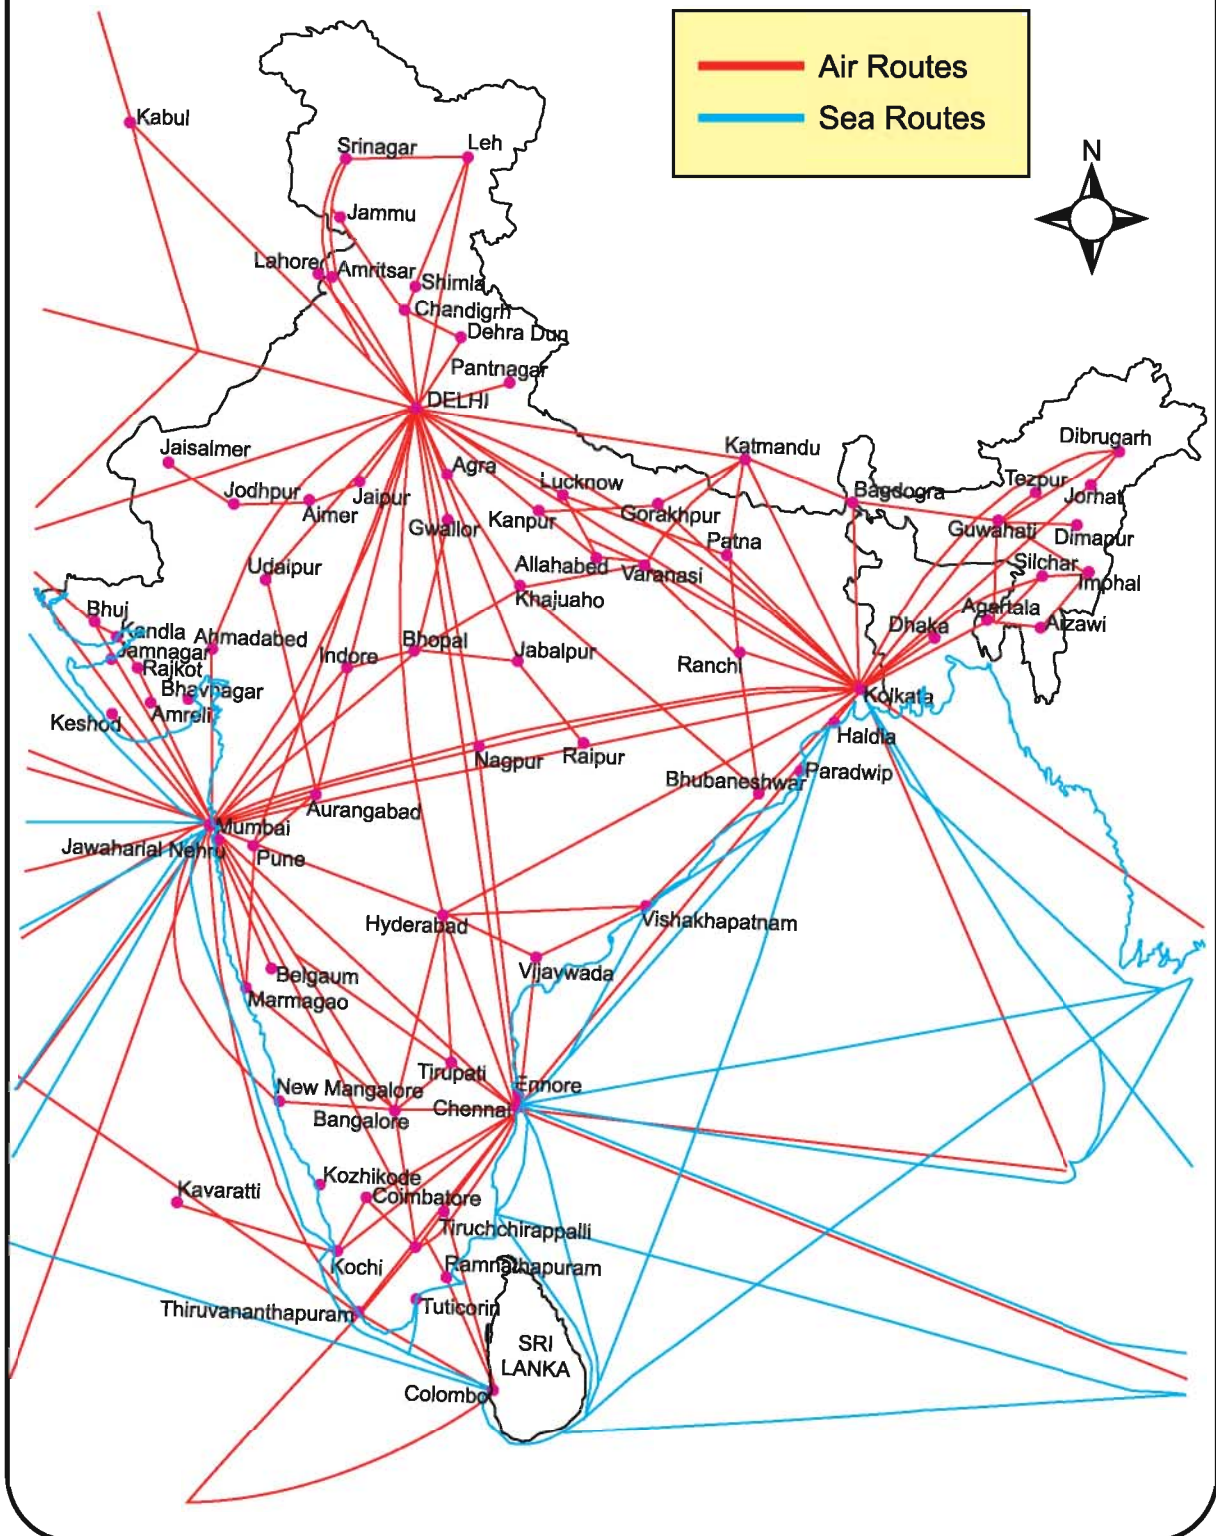 Air Routes
Sea Routes
N
Kabul
Srinagar
Leh
Jammu
Lahore
Amritsar
Shimla
Chandigrh
Dehra Dun
Pantnagar
DELHI
Jaisalmer
Jodhpur
Aimer
Jaipur
Agra
Gwallor
Lucknow
Kanpur
Gorakhpur
Katmandu
Bagdogra
Dibrugarh
Tezpur
Jorhat
Guwahati
Dimapur
Patna
Allahabed
Varanasi
Khajuaho
Silchar
Imphal
Agartala
Aizawi
Dhaka
Udaipur
Bhuj
Kandla
Jamnagar
Rajkot
Ahmadabed
Indore
Bhopal
Jabalpur
Ranchi
Kolkata
Bhavnagar
Amreli
Keshod
Haldia
Nagpur
Raipur
Bhubaneshwar
Paradwip
Aurangabad
Mumbai
Jawaharial Nehru
Pune
Hyderabad
Vishakhapatnam
Vijaywada
Belgaum
Marmagao
Tirupati
Ennore
New Mangalore
Bangalore
Chennai
Kozhikode
Coimbatore
Kavaratti
Tiruchchirappalli
Kochi
Ramnathapuram
Thiruvananthapuram
Tuticorin
SRI
LANKA
Colombo